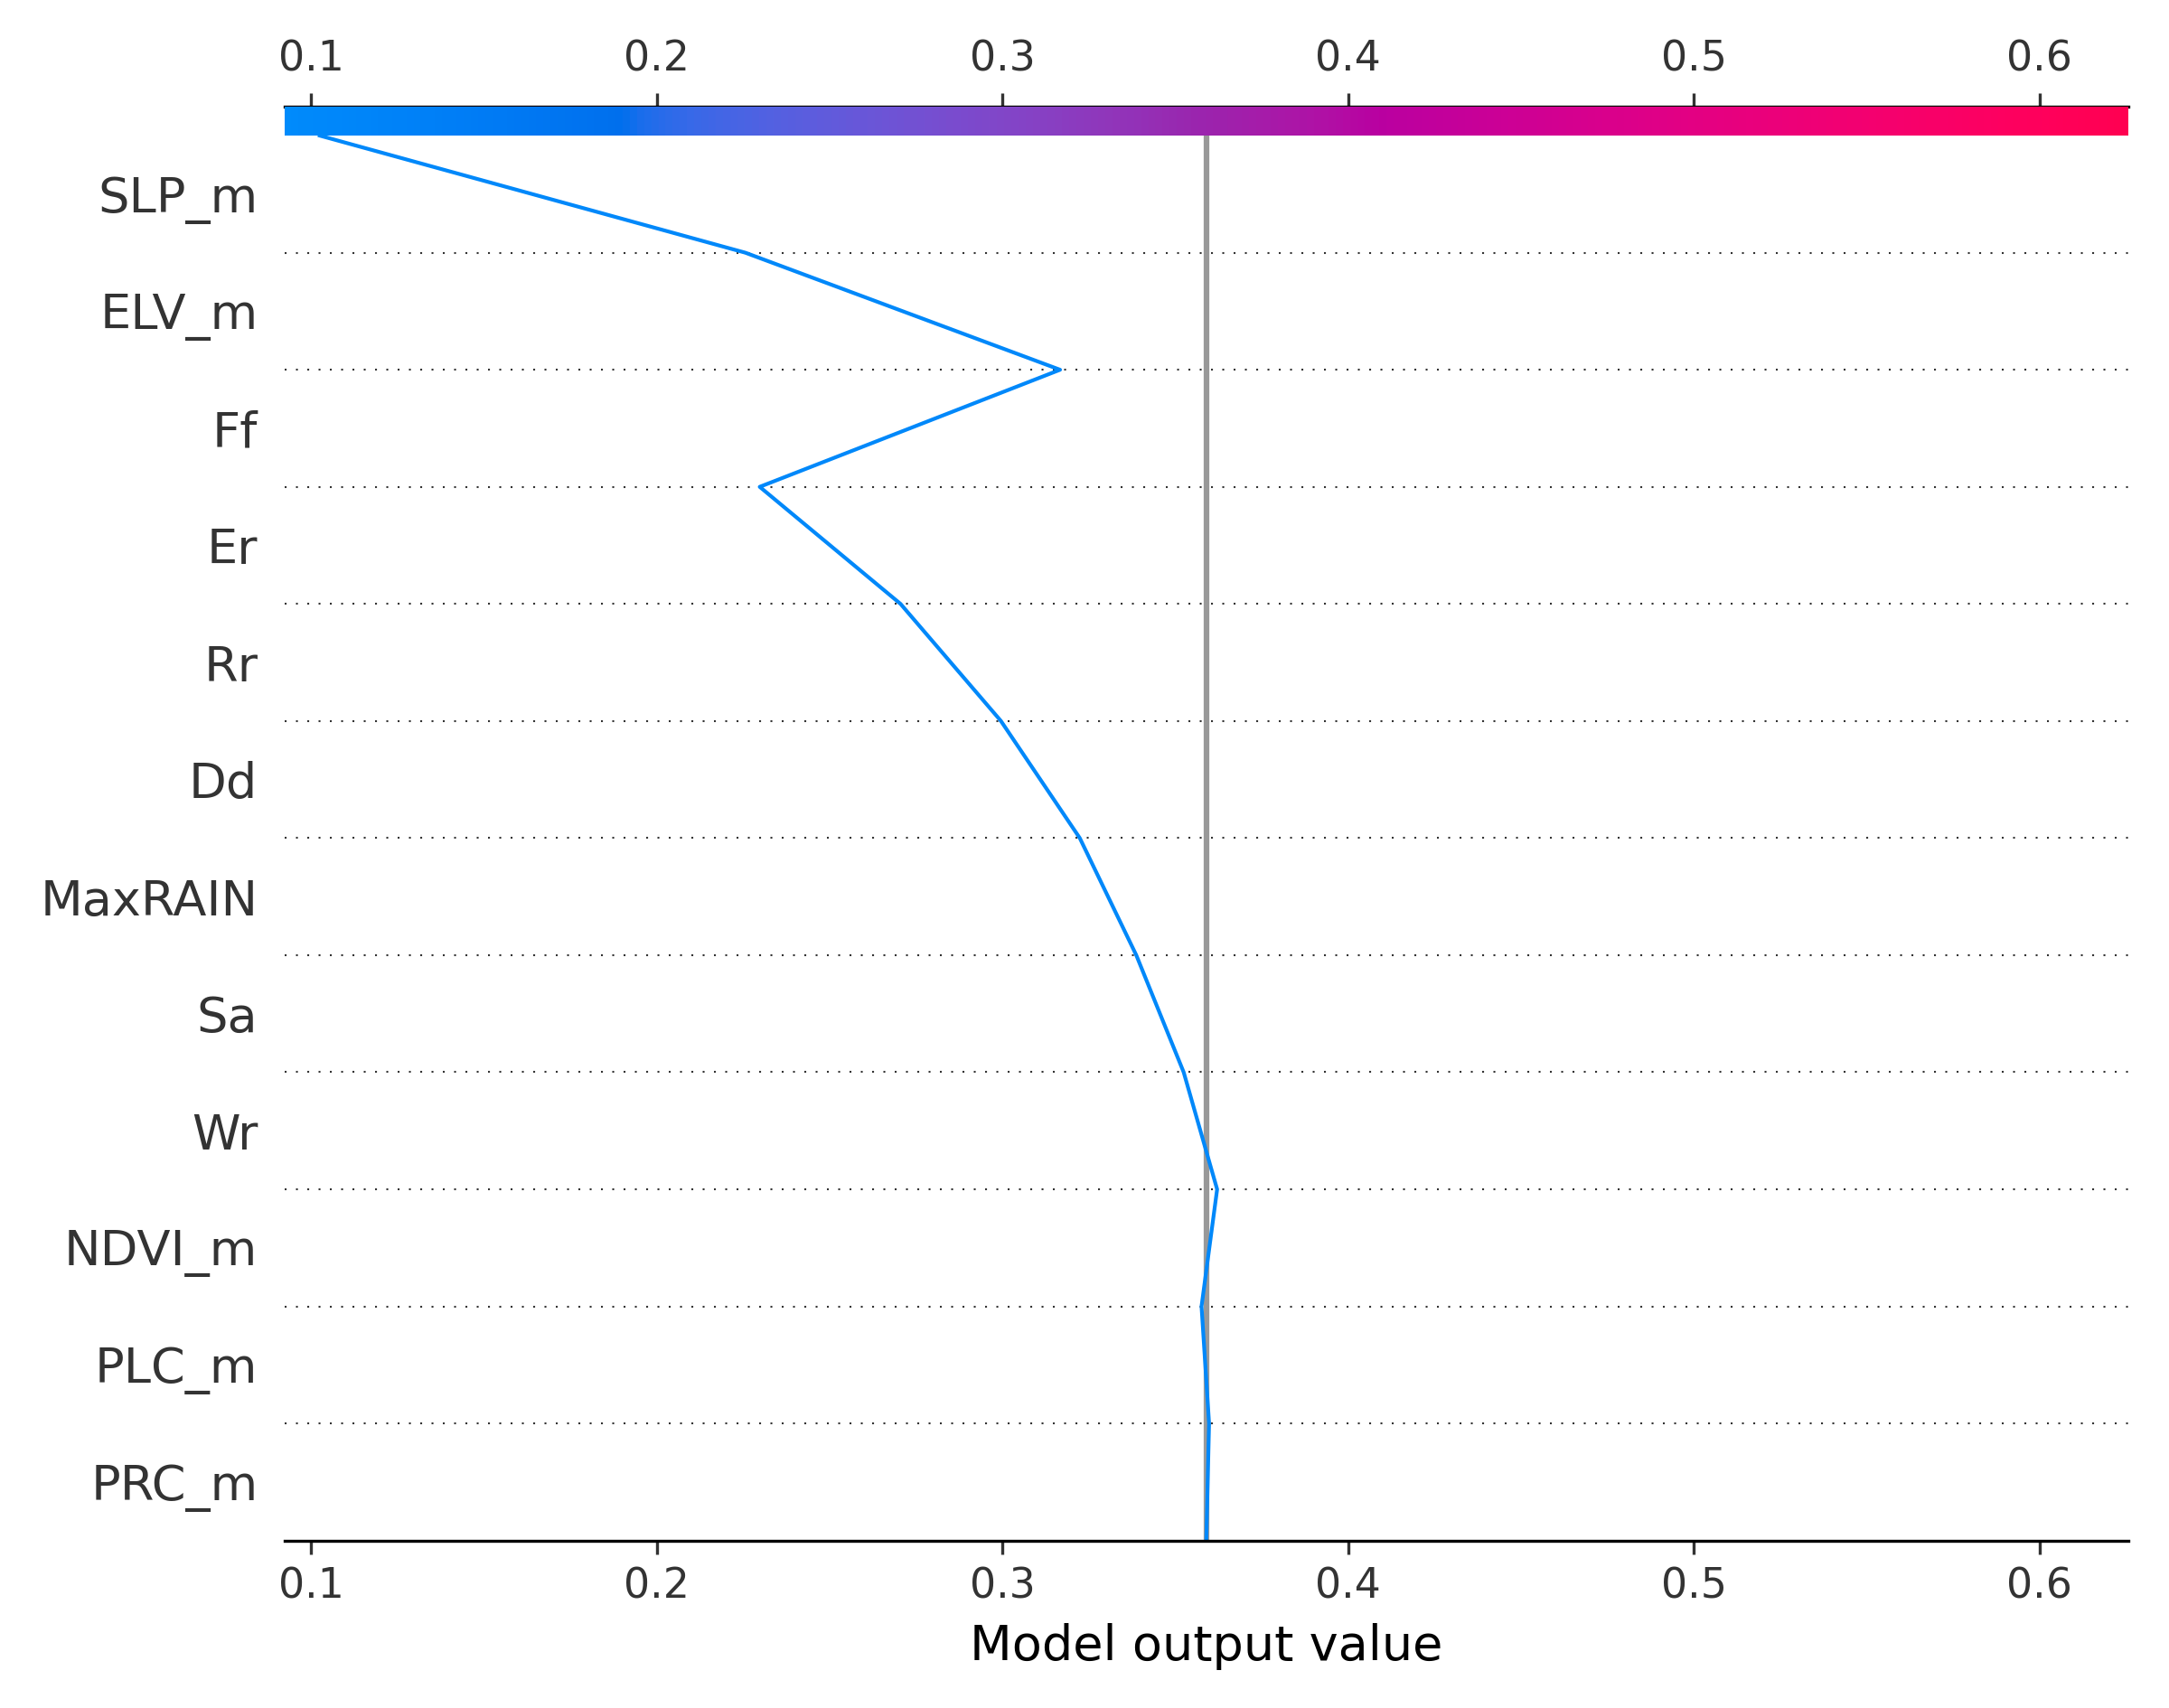 0.1 0.2 0.3 0.4 0.5 0.6
SLP_m
ELV_m
Ff
Er
Rr
Dd
MaxRAIN
Sa
Wr
NDVI_m
PLC_m
PRC_m
0.1 0.2 0.3 0.4 0.5 0.6
Model output value